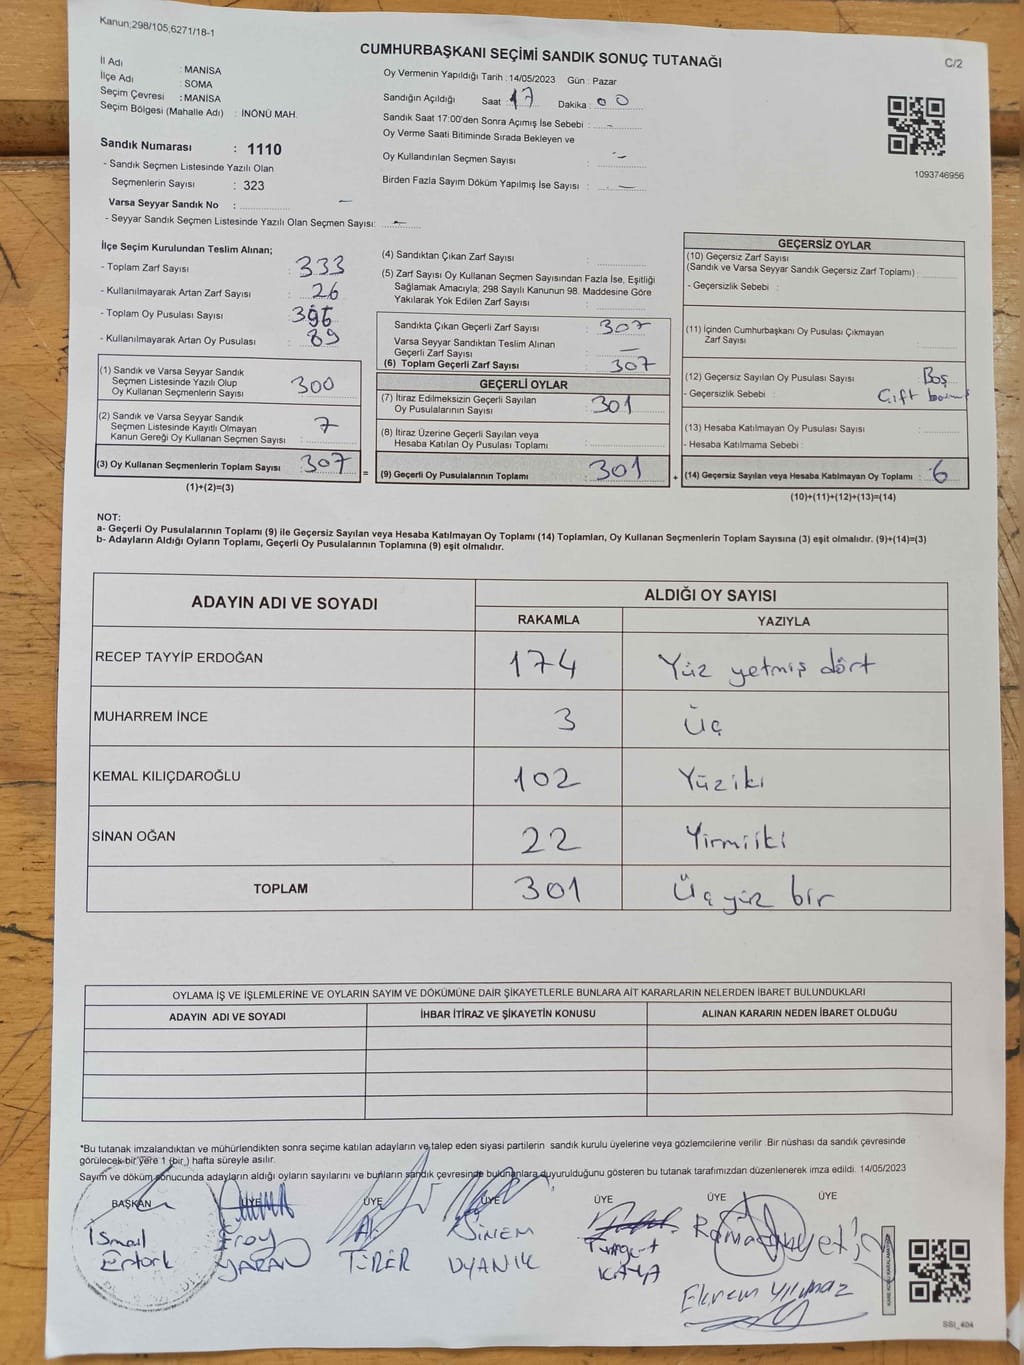 Kanun;298/105,6271/18-1
CUMHURBAŞKANI SEÇİMİ SANDIK SONUÇ TUTANAĞI
C/2
İl Adı : MANİSA
İlçe Adı : SOMA
Seçim Çevresi : MANİSA
Seçim Bölgesi (Mahalle Adı) : İNÖNÜ MAH.
Sandık Numarası : 1110
- Sandık Seçmen Listesinde Yazılı Olan
Seçmenlerin Sayısı : 323
Varsa Seyyar Sandık No : –
- Seyyar Sandık Seçmen Listesinde Yazılı Olan Seçmen Sayısı: –
Oy Vermenin Yapıldığı Tarih : 14/05/2023 Gün : Pazar
Sandığın Açıldığı Saat : 17 Dakika : 00
Sandık Saat 17:00'den Sonra Açımış İse Sebebi : –
Oy Verme Saati Bitiminde Sırada Bekleyen ve
Oy Kullandırılan Seçmen Sayısı : –
Birden Fazla Sayım Döküm Yapılmış İse Sayısı : –
1093746956
İlçe Seçim Kurulundan Teslim Alınan;
- Toplam Zarf Sayısı : 333
- Kullanılmayarak Artan Zarf Sayısı : 26
- Toplam Oy Pusulası Sayısı : 396
- Kullanılmayarak Artan Oy Pusulası : 89
(1) Sandık ve Varsa Seyyar Sandık
Seçmen Listesinde Yazılı Olup
Oy Kullanan Seçmenlerin Sayısı : 300
(2) Sandık ve Varsa Seyyar Sandık
Seçmen Listesinde Kayıtlı Olmayan
Kanun Gereği Oy Kullanan Seçmen Sayısı : 7
(3) Oy Kullanan Seçmenlerin Toplam Sayısı : 307
(1)+(2)=(3)
=
(4) Sandıktan Çıkan Zarf Sayısı :
(5) Zarf Sayısı Oy Kullanan Seçmen Sayısından Fazla İse, Eşitliği
Sağlamak Amacıyla; 298 Sayılı Kanunun 98. Maddesine Göre
Yakılarak Yok Edilen Zarf Sayısı :
Sandıkta Çıkan Geçerli Zarf Sayısı : 307
Varsa Seyyar Sandıktan Teslim Alınan
Geçerli Zarf Sayısı : –
(6) Toplam Geçerli Zarf Sayısı : 307
GEÇERLİ OYLAR
(7) İtiraz Edilmeksizin Geçerli Sayılan
Oy Pusulalarının Sayısı : 301
(8) İtiraz Üzerine Geçerli Sayılan veya
Hesaba Katılan Oy Pusulası Toplamı :
(9) Geçerli Oy Pusulalarının Toplamı : 301
+
GEÇERSİZ OYLAR
(10) Geçersiz Zarf Sayısı
(Sandık ve Varsa Seyyar Sandık Geçersiz Zarf Toplamı) :
- Geçersizlik Sebebi :
(11) İçinden Cumhurbaşkanı Oy Pusulası Çıkmayan
Zarf Sayısı :
(12) Geçersiz Sayılan Oy Pusulası Sayısı : Boş
- Geçersizlik Sebebi : Çift
(13) Hesaba Katılmayan Oy Pusulası Sayısı :
- Hesaba Katılmama Sebebi :
(14) Geçersiz Sayılan veya Hesaba Katılmayan Oy Toplamı : 6
(10)+(11)+(12)+(13)=(14)
NOT:
a- Geçerli Oy Pusulalarının Toplamı (9) ile Geçersiz Sayılan veya Hesaba Katılmayan Oy Toplamı (14) Toplamları, Oy Kullanan Seçmenlerin Toplam Sayısına (3) eşit olmalıdır. (9)+(14)=(3)
b- Adayların Aldığı Oyların Toplamı, Geçerli Oy Pusulalarının Toplamına (9) eşit olmalıdır.
ADAYIN ADI VE SOYADI
ALDIĞI OY SAYISI
RAKAMLA YAZIYLA
RECEP TAYYİP ERDOĞAN 174 Yüz yetmiş dört
MUHARREM İNCE 3 Üç
KEMAL KILIÇDAROĞLU 102 Yüziki
SİNAN OĞAN 22 Yirmiiki
TOPLAM 301 Üç yüz bir
OYLAMA İŞ VE İŞLEMLERİNE VE OYLARIN SAYIM VE DÖKÜMÜNE DAİR ŞİKAYETLERLE BUNLARA AİT KARARLARIN NELERDEN İBARET BULUNDUKLARI
ADAYIN ADI VE SOYADI İHBAR İTİRAZ VE ŞİKAYETİN KONUSU ALINAN KARARIN NEDEN İBARET OLDUĞU
*Bu tutanak imzalandıktan ve mühürlendikten sonra seçime katılan adayların ve talep eden siyasi partilerin sandık kurulu üyelerine veya gözlemcilerine verilir. Bir nüshası da sandık çevresinde
görülecek bir yere 1 (bir ) hafta süreyle asılır.
Sayım ve döküm sonucunda adayların aldığı oyların sayılarını ve bunların sandık çevresinde bulunanlara duyurulduğunu gösteren bu tutanak tarafımızdan düzenlenerek imza edildi. 14/05/2023
BAŞKAN ÜYE ÜYE ÜYE ÜYE ÜYE ÜYE
İsmail Ertörk
Eray YARAN
Ali TÜRER
SİNEM UYANIK
Turgut KAYA
Ekrem Yılmaz
SSI_404